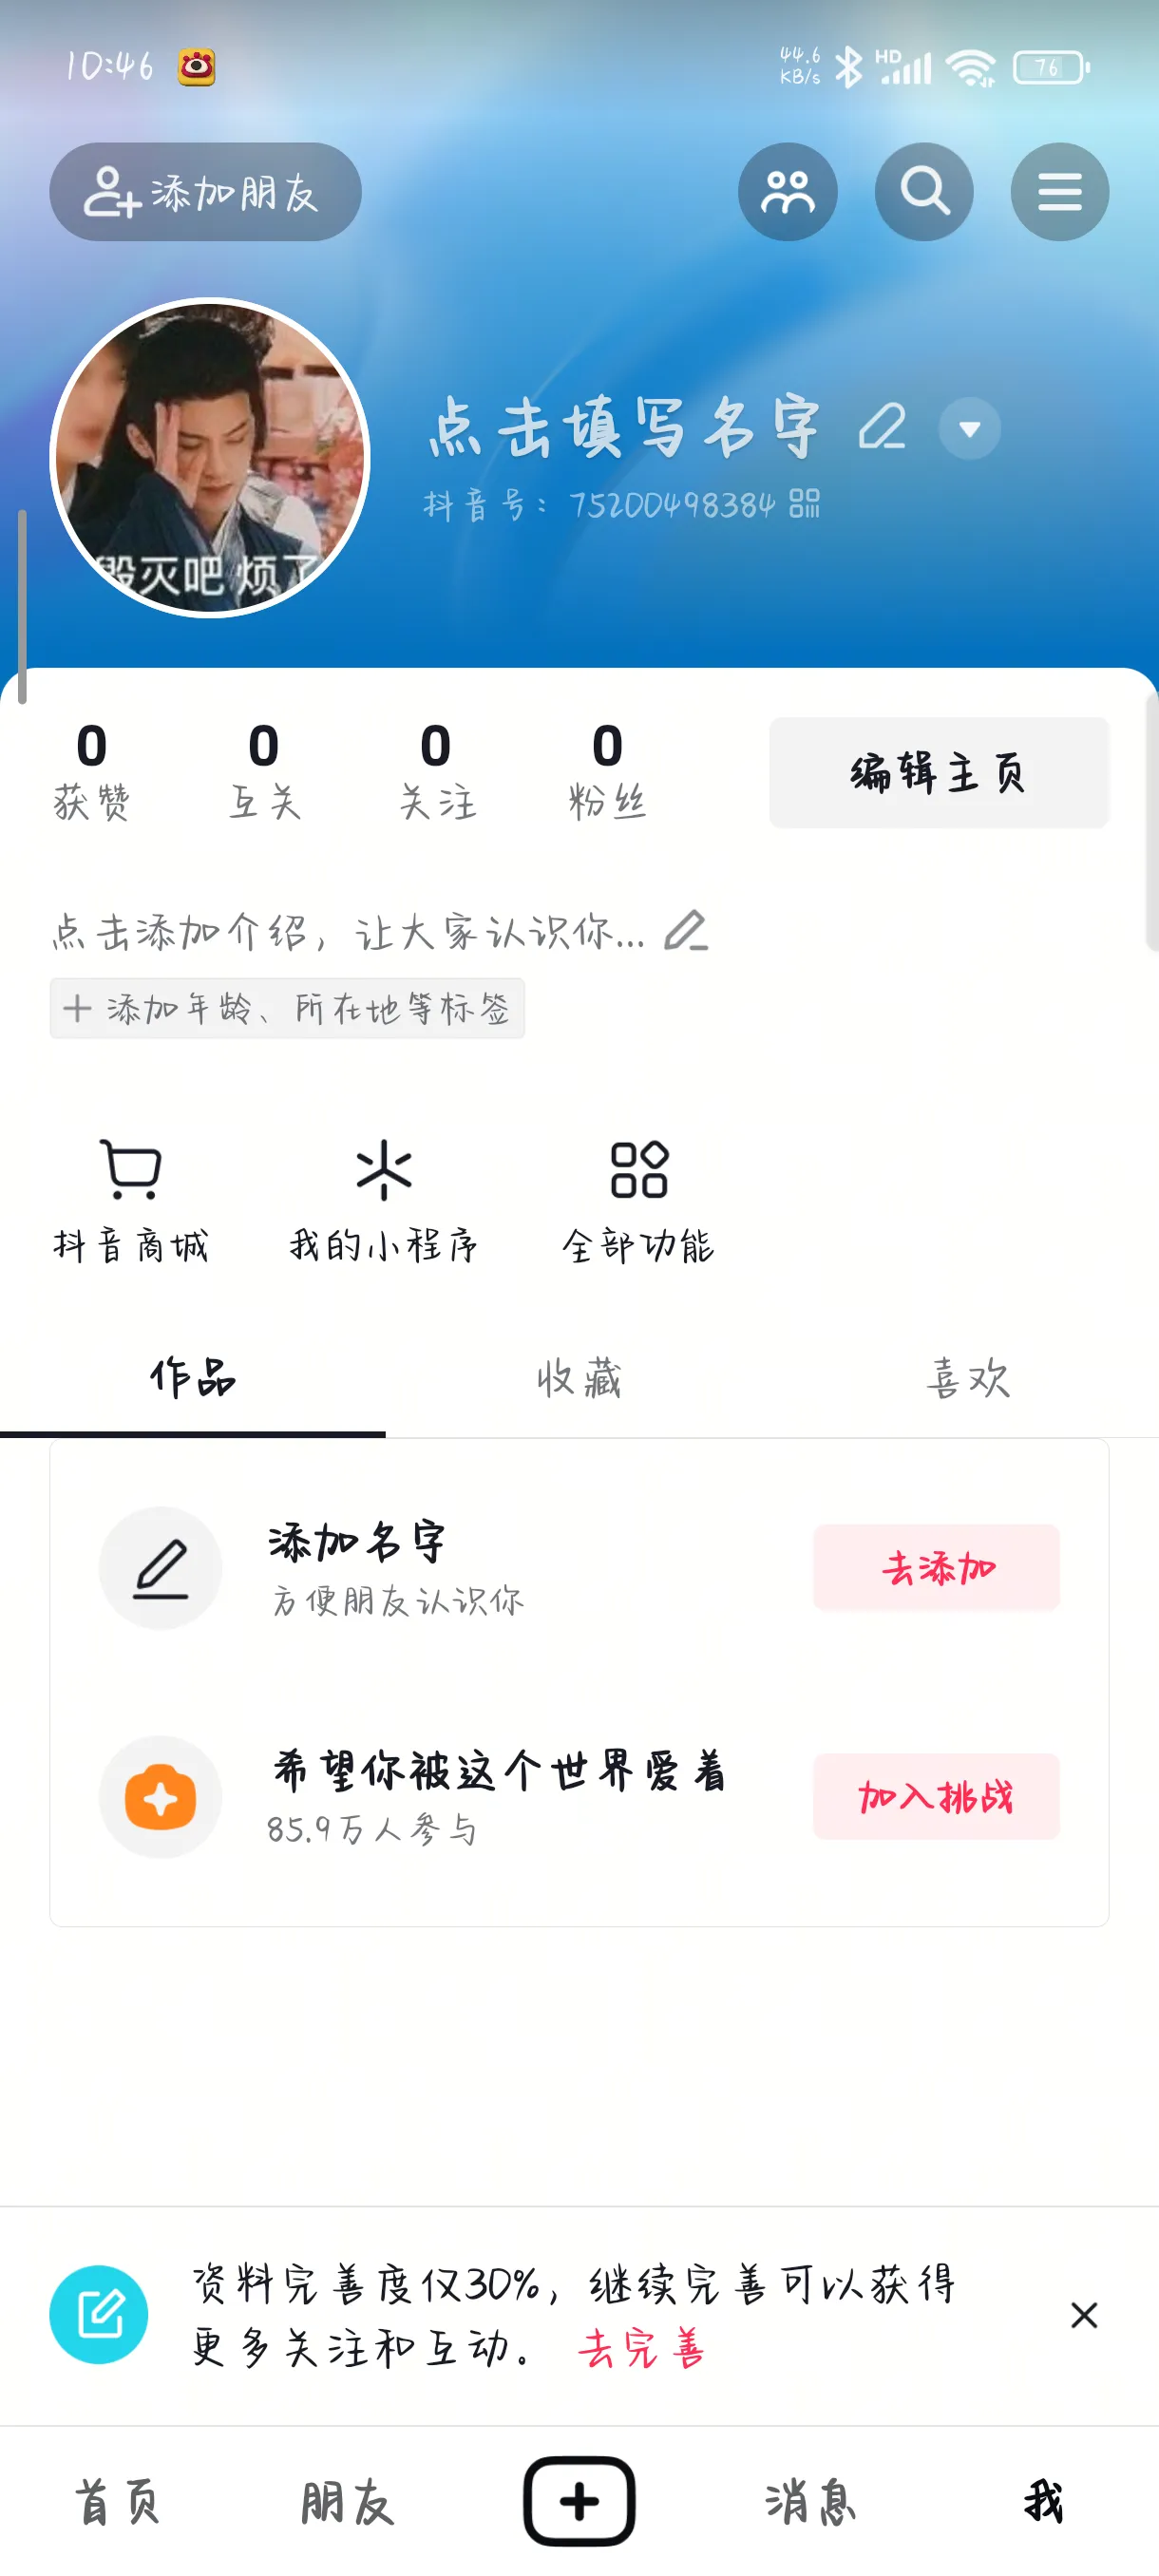 10:46
44.6
KB/s
HD
76
添加朋友
点击填写名字
抖音号：75200498384
毁灭吧 烦了
0
0
0
0
获赞
互关
关注
粉丝
编辑主页
点击添加介绍，让大家认识你...
添加年龄、所在地等标签
抖音商城
我的小程序
全部功能
作品
收藏
喜欢
添加名字
方便朋友认识你
去添加
希望你被这个世界爱着
85.9万人参与
加入挑战
资料完善度仅30%，继续完善可以获得
更多关注和互动。 去完善
首页
朋友
消息
我